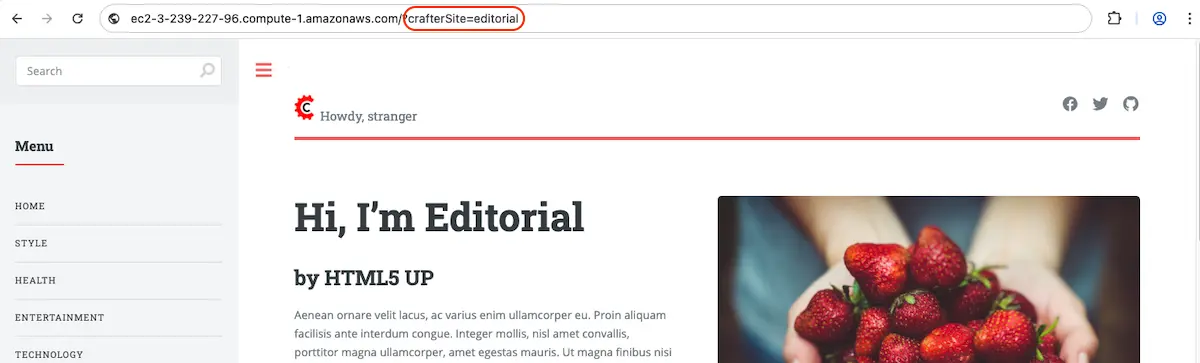 ec2-3-239-227-96.compute-1.amazonaws.com/?crafterSite=editorial
Search
Menu
HOME
STYLE
HEALTH
ENTERTAINMENT
TECHNOLOGY
C
Howdy, stranger
Hi, I’m Editorial
by HTML5 UP
Aenean ornare velit lacus, ac varius enim ullamcorper eu. Proin aliquam
facilisis ante interdum congue. Integer mollis, nisl amet convallis,
porttitor magna ullamcorper, amet egestas mauris. Ut magna finibus nisi